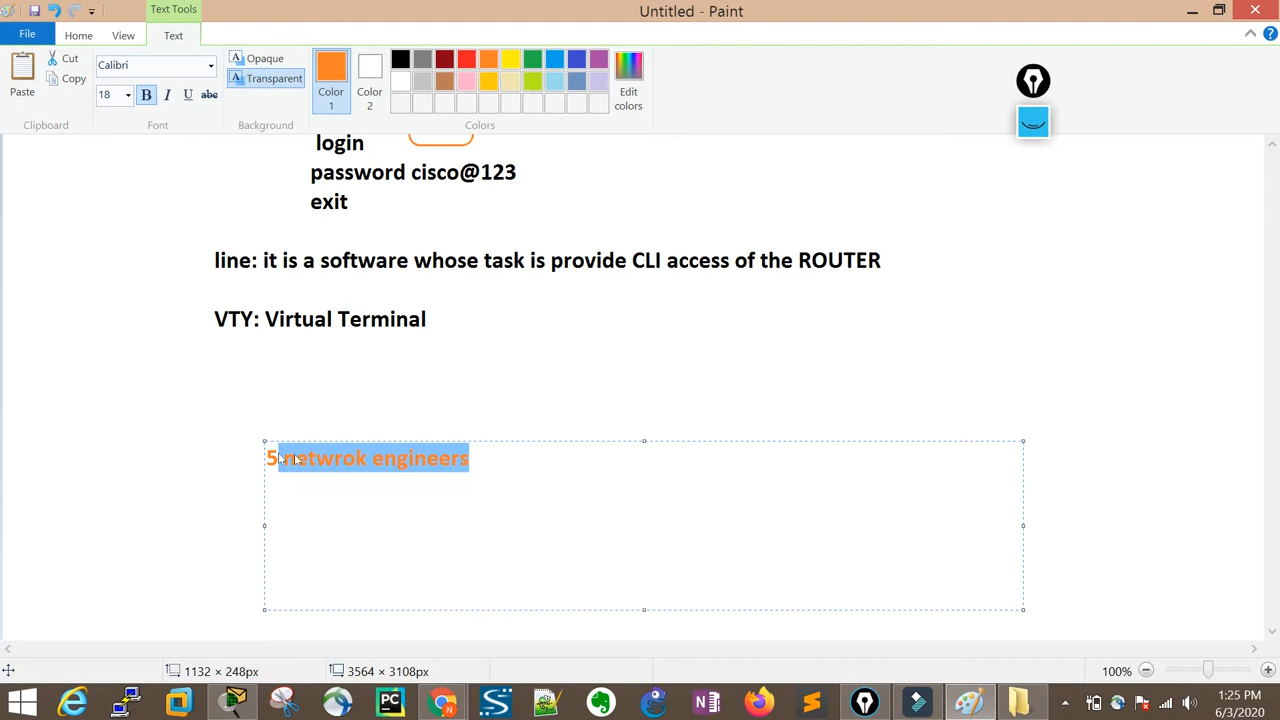 Text Tools
Untitled - Paint
File
Home
View
Text
Paste
Cut
Copy
Clipboard
Calibri
18
B I U abc
Font
Opaque
Transparent
Background
Color 1
Color 2
Edit colors
Colors
login
password cisco@123
exit
line: it is a software whose task is provide CLI access of the ROUTER
VTY: Virtual Terminal
5 netwrok engineers
1132 × 248px
3564 × 3108px
100%
PC
S
N
1:25 PM
6/3/2020